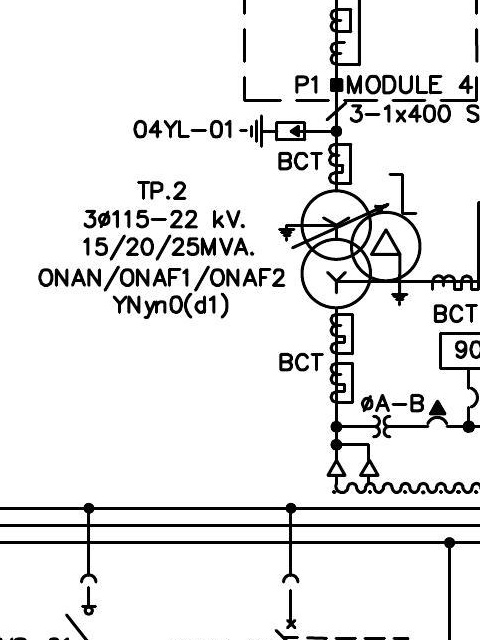 P1
MODULE 4
3-1x400 S
04YL-01
BCT
TP.2
3ø115-22 kV.
15/20/25MVA.
ONAN/ONAF1/ONAF2
YNyn0(d1)
BCT
BCT
90
øA-B